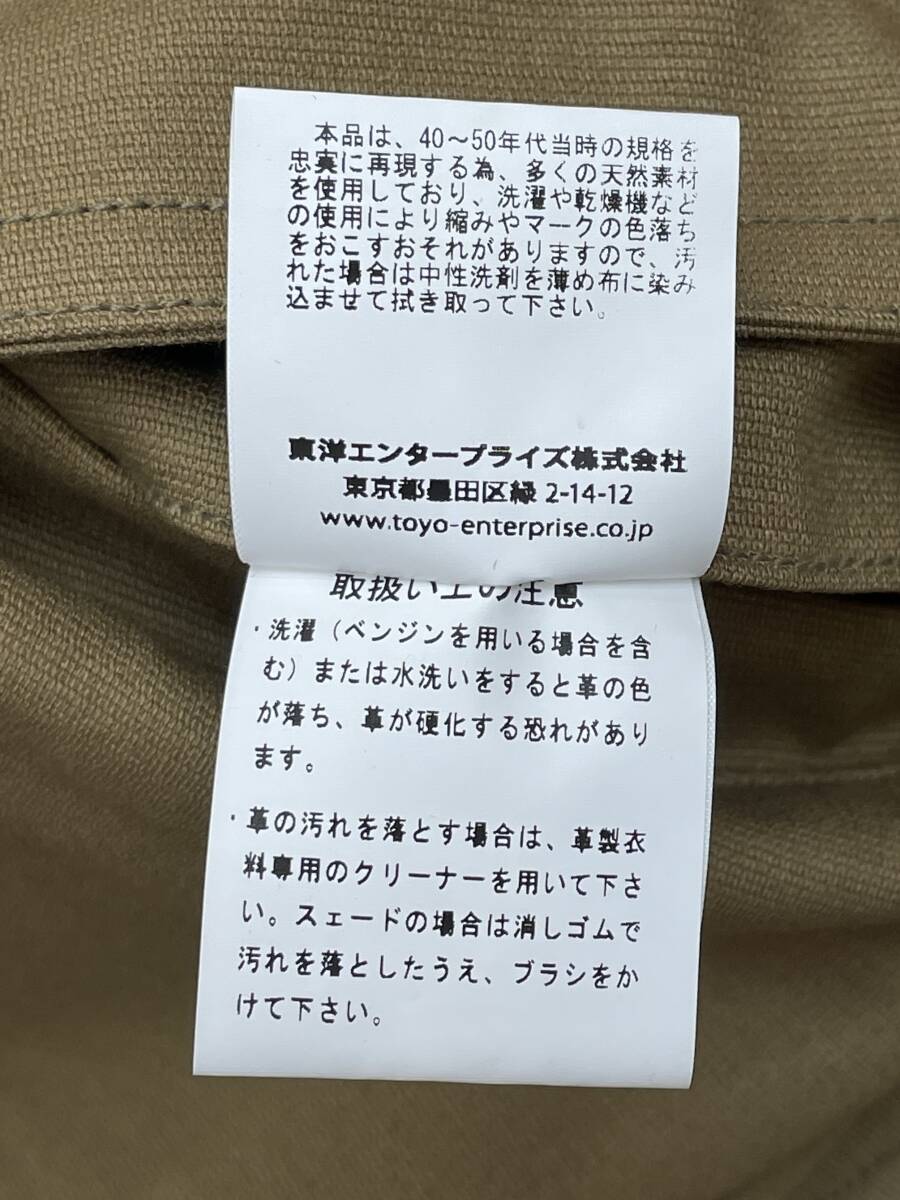 本品は、40～50年代当時の規格を
忠実に再現する為、多くの天然素材
を使用しており、洗濯や乾燥機など
の使用により縮みやマークの色落ち
をおこすおそれがありますので、汚
れた場合は中性洗剤を薄め布に染み
込ませて拭き取って下さい。
東洋エンタープライズ株式会社
東京都墨田区緑 2-14-12
www.toyo-enterprise.co.jp
取扱い上の注意
・洗濯（ベンジンを用いる場合を含
む）または水洗いをすると革の色
が落ち、革が硬化する恐れがあり
ます。
・革の汚れを落とす場合は、革製衣
料専用のクリーナーを用いて下さ
い。スェードの場合は消しゴムで
汚れを落としたうえ、ブラシをか
けて下さい。